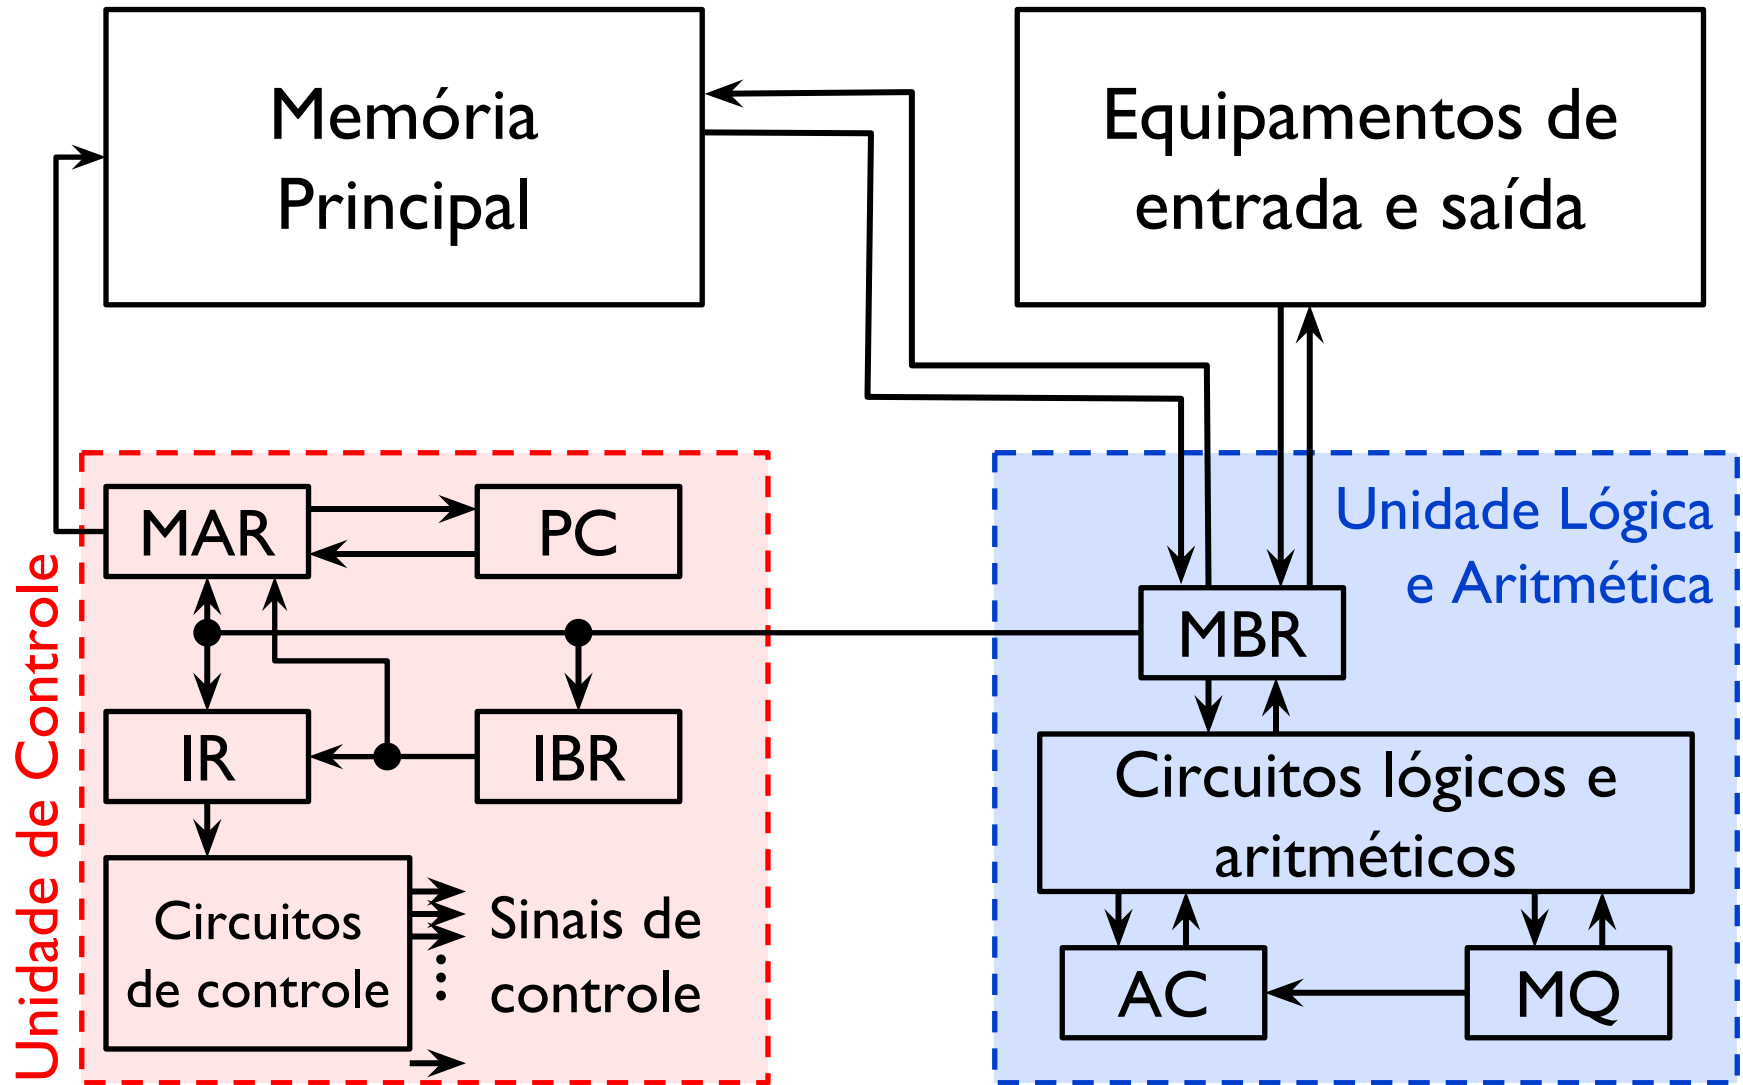 Memória
Principal
Equipamentos de
entrada e saída
Unidade de Controle
MAR
PC
IR
IBR
Circuitos
de controle
Sinais de
controle
Unidade Lógica
e Aritmética
MBR
Circuitos lógicos e
aritméticos
AC
MQ